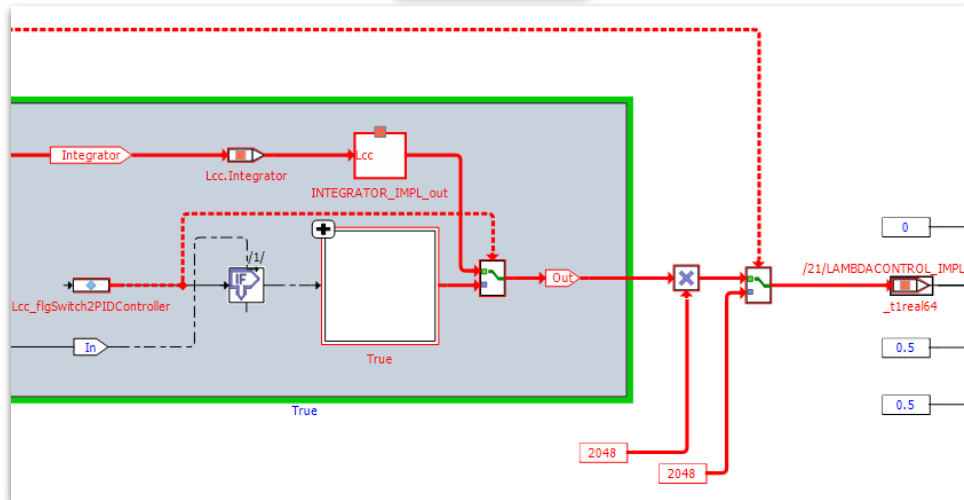 Integrator
Lcc
Lcc.Integrator
INTEGRATOR_IMPL_out
/1/
IF
Lcc_flgSwitch2PIDController
In
True
Out
True
0
/21/LAMBDACONTROL_IMPL
_t1real64
0.5
0.5
2048
2048